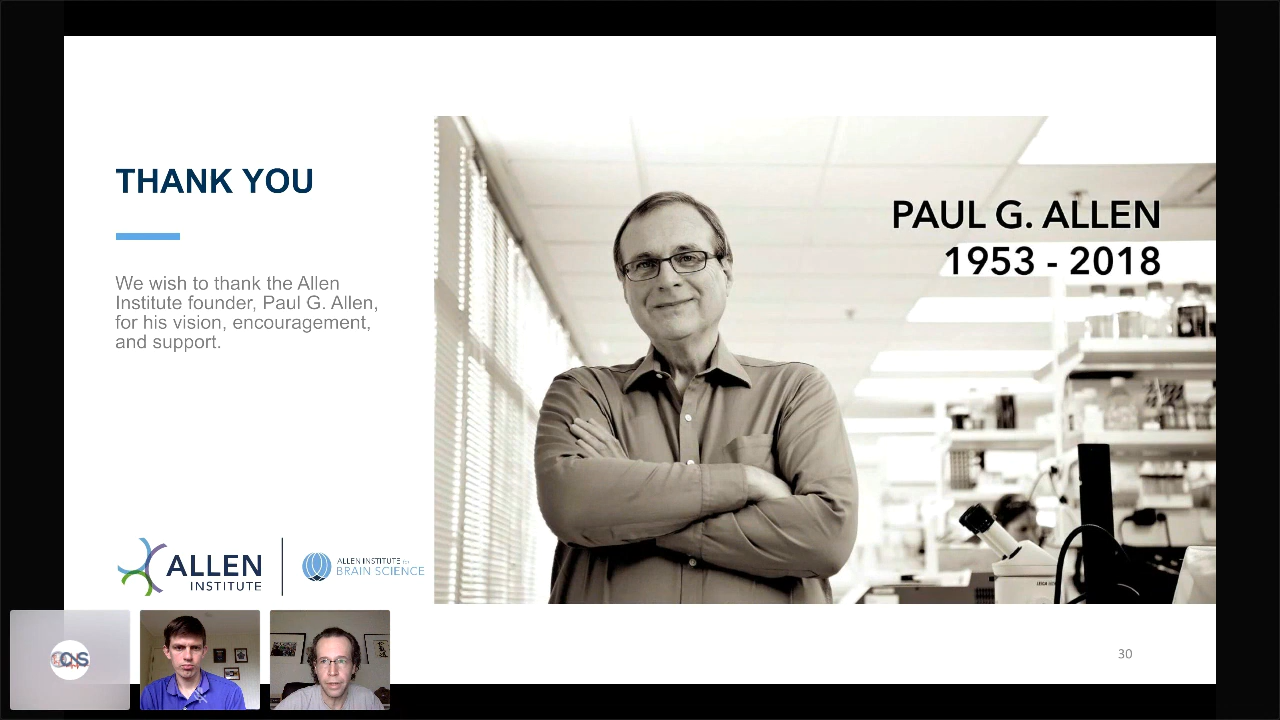 THANK YOU
We wish to thank the Allen
Institute founder, Paul G. Allen,
for his vision, encouragement,
and support.
PAUL G. ALLEN
1953 - 2018
ALLEN
INSTITUTE
ALLEN INSTITUTE for
BRAIN SCIENCE
30